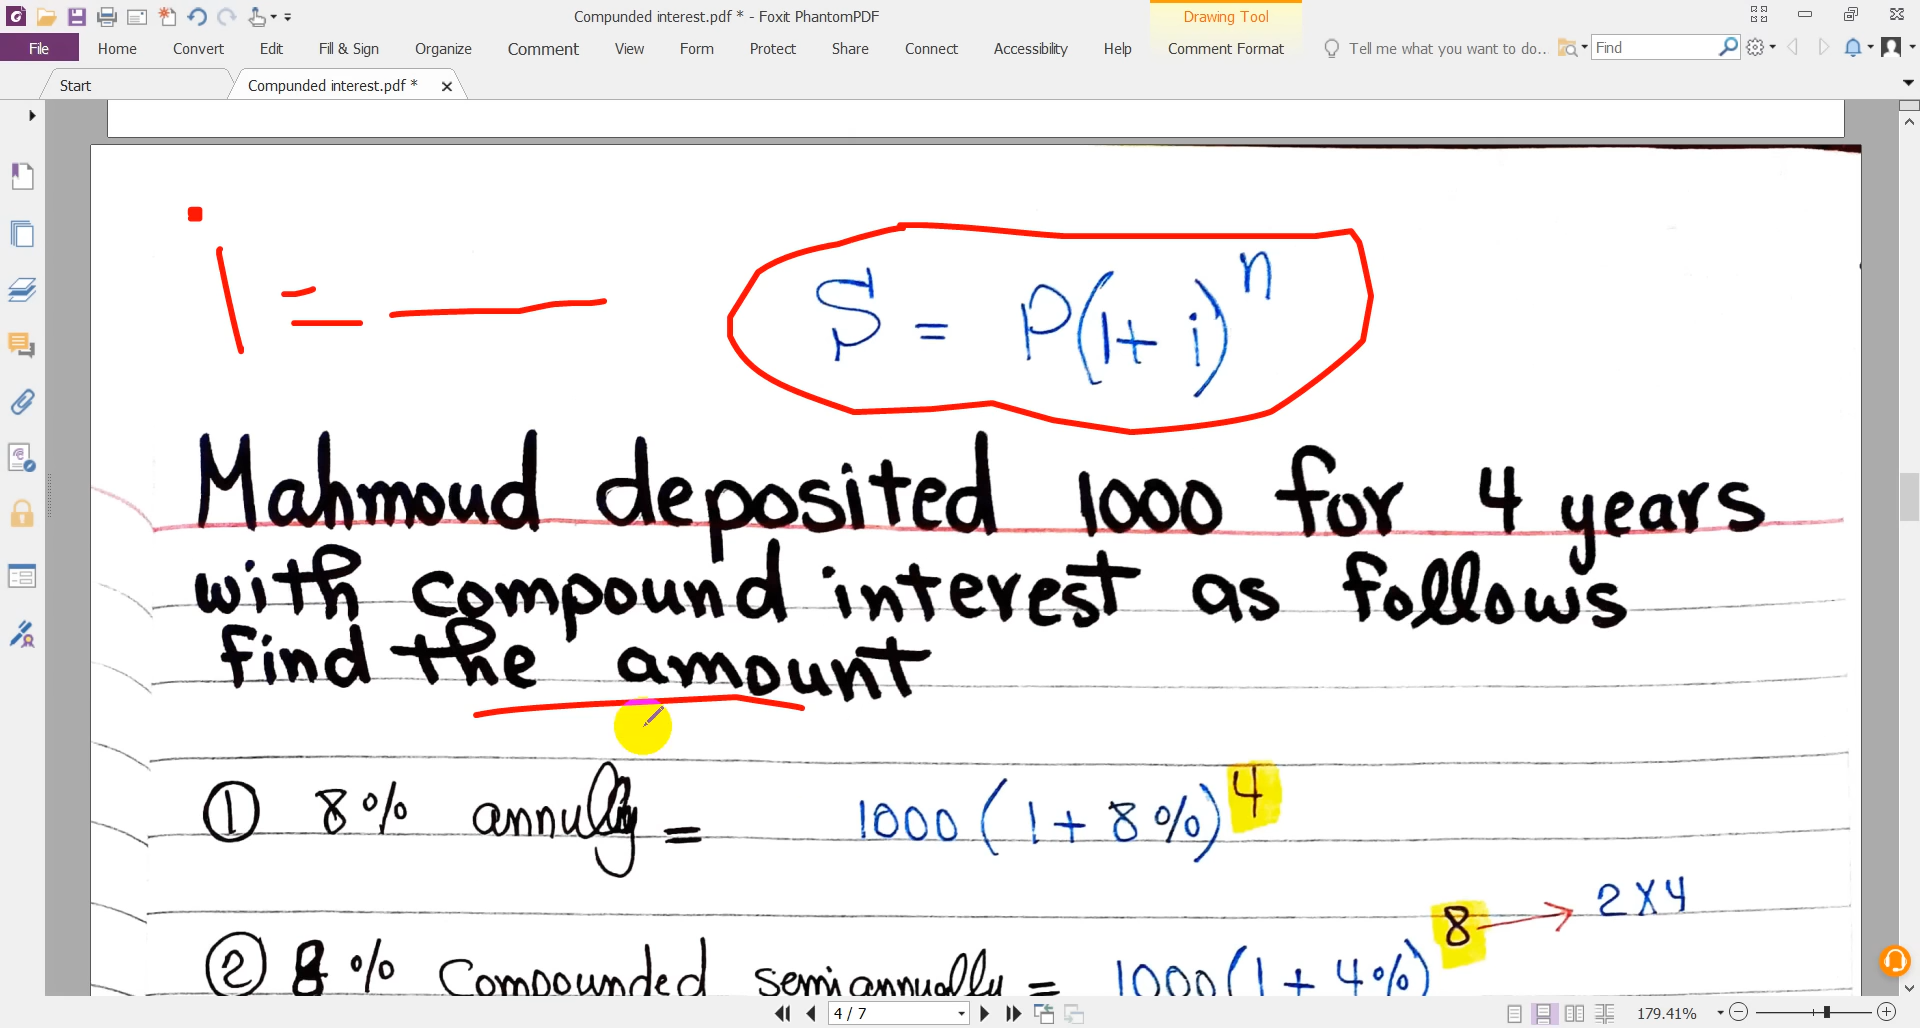 Compunded interest.pdf * - Foxit PhantomPDF
Drawing Tool
File Home Convert Edit Fill & Sign Organize Comment View Form Protect Share Connect Accessibility Help Comment Format Tell me what you want to do.. Find
Start Compunded interest.pdf *
i = S = P(1+ i)^n
Mahmoud deposited 1000 for 4 years
with compound interest as follows
find the amount
① 8% annully = 1000 (1+ 8%)^4
2X4
② 8% Compounded semiannually = 1000(1+4%)^8
4 / 7 179.41%